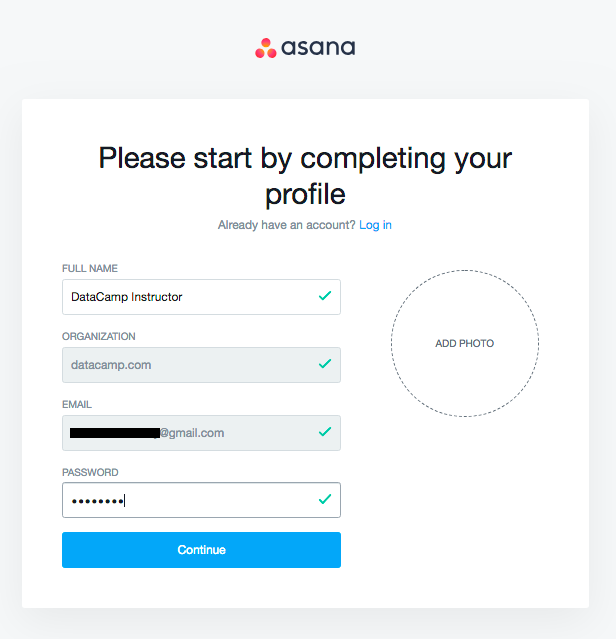 asana
Please start by completing your
profile
Already have an account? Log in
FULL NAME
DataCamp Instructor
ADD PHOTO
ORGANIZATION
datacamp.com
EMAIL
@gmail.com
PASSWORD
••••••••
Continue